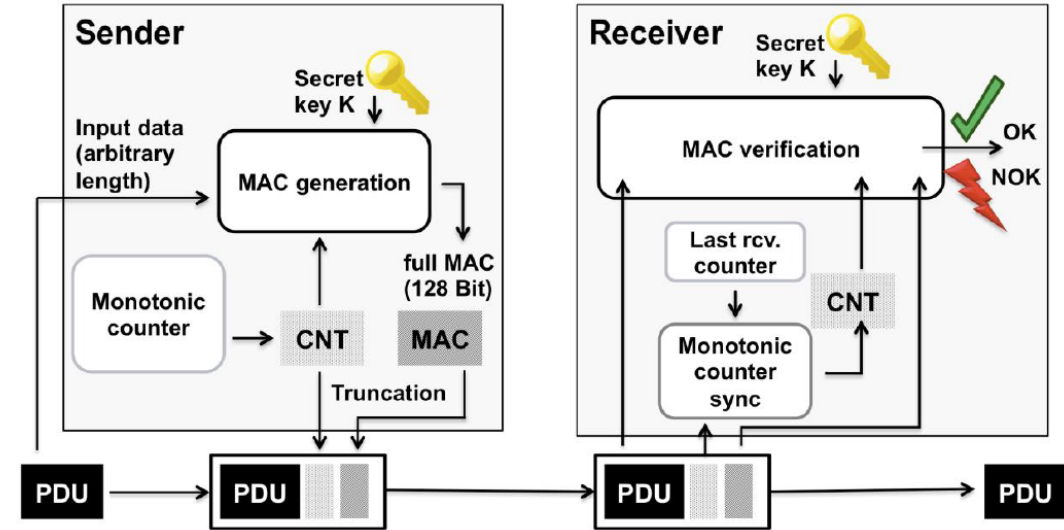 Sender
Secret
key K
Input data
(arbitrary
length)
MAC generation
full MAC
(128 Bit)
Monotonic
counter
CNT
MAC
Truncation
Receiver
Secret
key K
MAC verification
OK
NOK
Last rcv.
counter
CNT
Monotonic
counter
sync
PDU
PDU
PDU
PDU